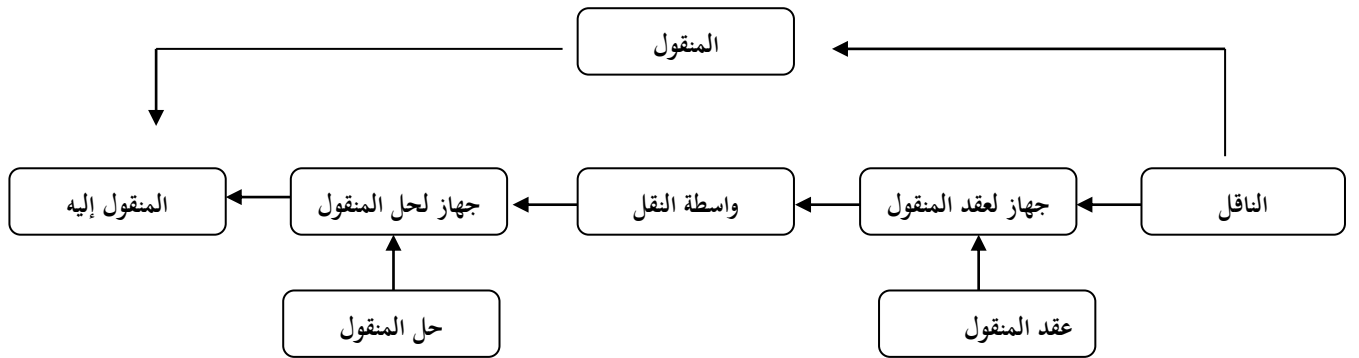 المنقول
الناقل
جهاز لعقد المنقول
واسطة النقل
جهاز لحل المنقول
المنقول إليه
عقد المنقول
حل المنقول